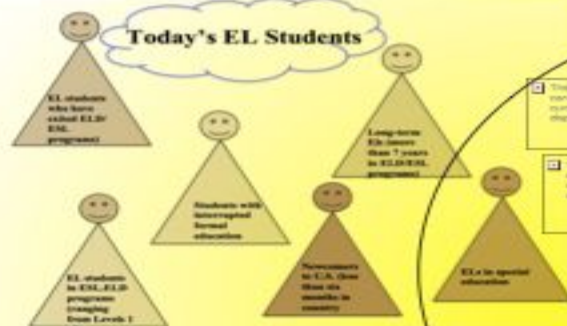 Today's EL Students
EL students
who have
exited ELD/
ESL
programs)
Long-term
ELs (more
than 7 years
in ELD/ESL
programs)
Students with
interrupted
formal
education
EL students
in ESL-ELD
programs
(ranging
from Levels 1
Newcomers
to U.S. (less
than six
months in
country
ELs in special
education